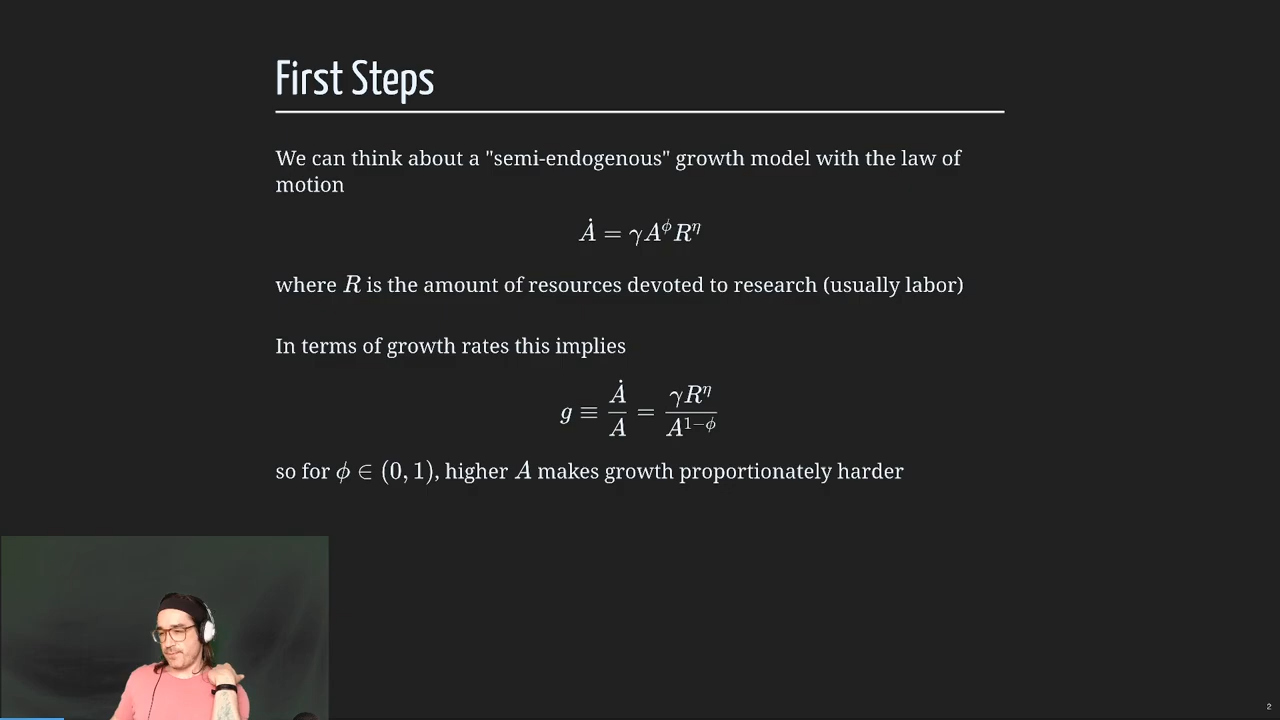 First Steps
We can think about a "semi-endogenous" growth model with the law of
motion
Ȧ = γA^ϕR^η
where R is the amount of resources devoted to research (usually labor)
In terms of growth rates this implies
g ≡ Ȧ/A = γR^η/A^{1−ϕ}
so for ϕ ∈ (0, 1), higher A makes growth proportionately harder
2